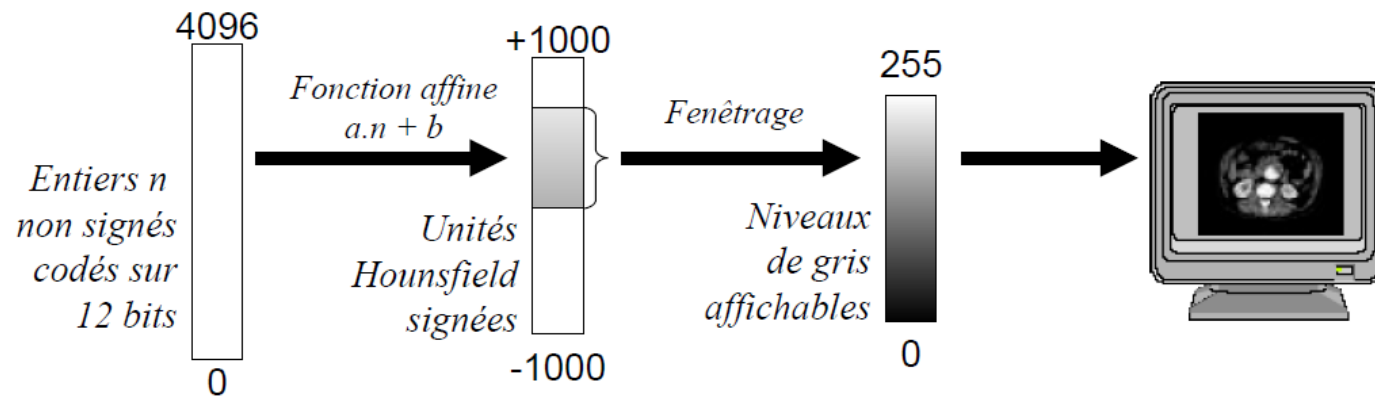 4096
Entiers n
non signés
codés sur
12 bits
0
Fonction affine
a.n + b
+1000
Unités
Hounsfield
signées
-1000
Fenêtrage
255
Niveaux
de gris
affichables
0